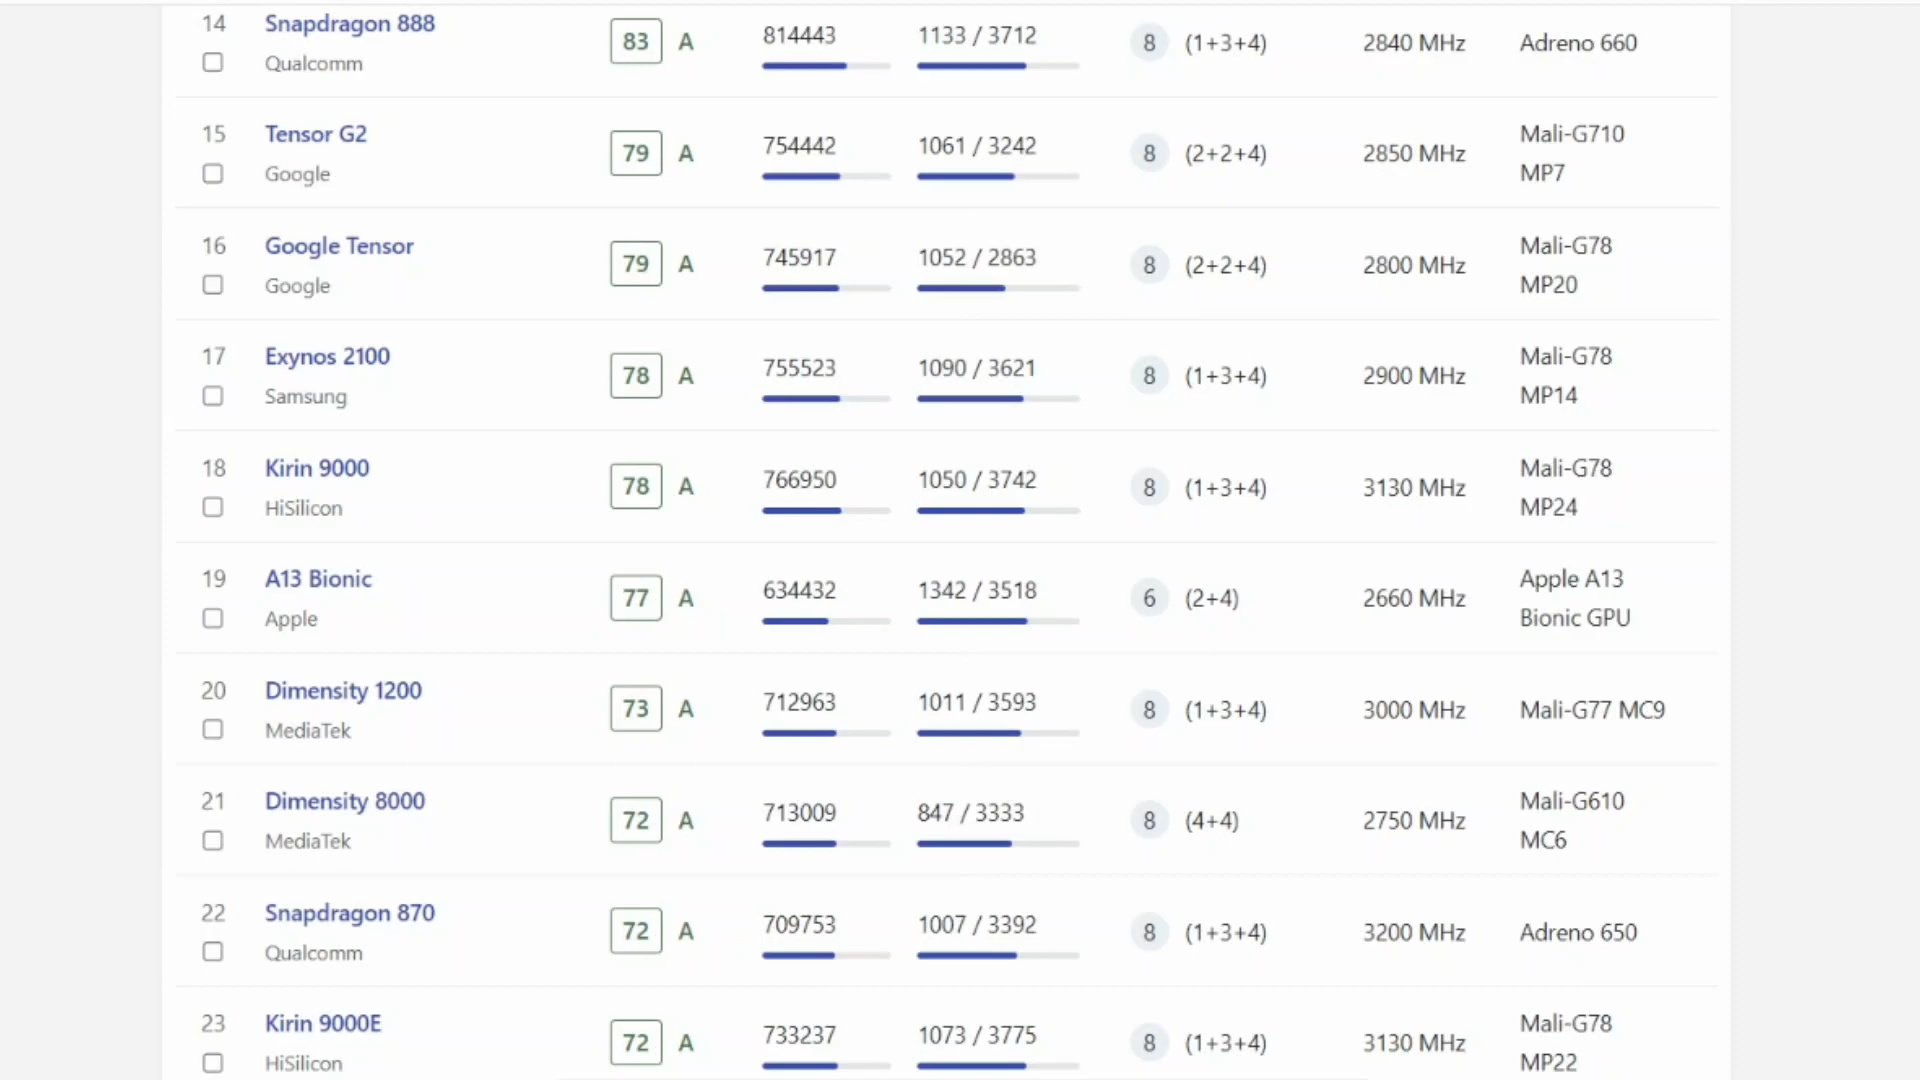 14 Snapdragon 888 83 A 814443 1133 / 3712 8 (1+3+4) 2840 MHz Adreno 660
Qualcomm
15 Tensor G2 79 A 754442 1061 / 3242 8 (2+2+4) 2850 MHz Mali-G710
Google MP7
16 Google Tensor 79 A 745917 1052 / 2863 8 (2+2+4) 2800 MHz Mali-G78
Google MP20
17 Exynos 2100 78 A 755523 1090 / 3621 8 (1+3+4) 2900 MHz Mali-G78
Samsung MP14
18 Kirin 9000 78 A 766950 1050 / 3742 8 (1+3+4) 3130 MHz Mali-G78
HiSilicon MP24
19 A13 Bionic 77 A 634432 1342 / 3518 6 (2+4) 2660 MHz Apple A13
Apple Bionic GPU
20 Dimensity 1200 73 A 712963 1011 / 3593 8 (1+3+4) 3000 MHz Mali-G77 MC9
MediaTek
21 Dimensity 8000 72 A 713009 847 / 3333 8 (4+4) 2750 MHz Mali-G610
MediaTek MC6
22 Snapdragon 870 72 A 709753 1007 / 3392 8 (1+3+4) 3200 MHz Adreno 650
Qualcomm
23 Kirin 9000E 72 A 733237 1073 / 3775 8 (1+3+4) 3130 MHz Mali-G78
HiSilicon MP22